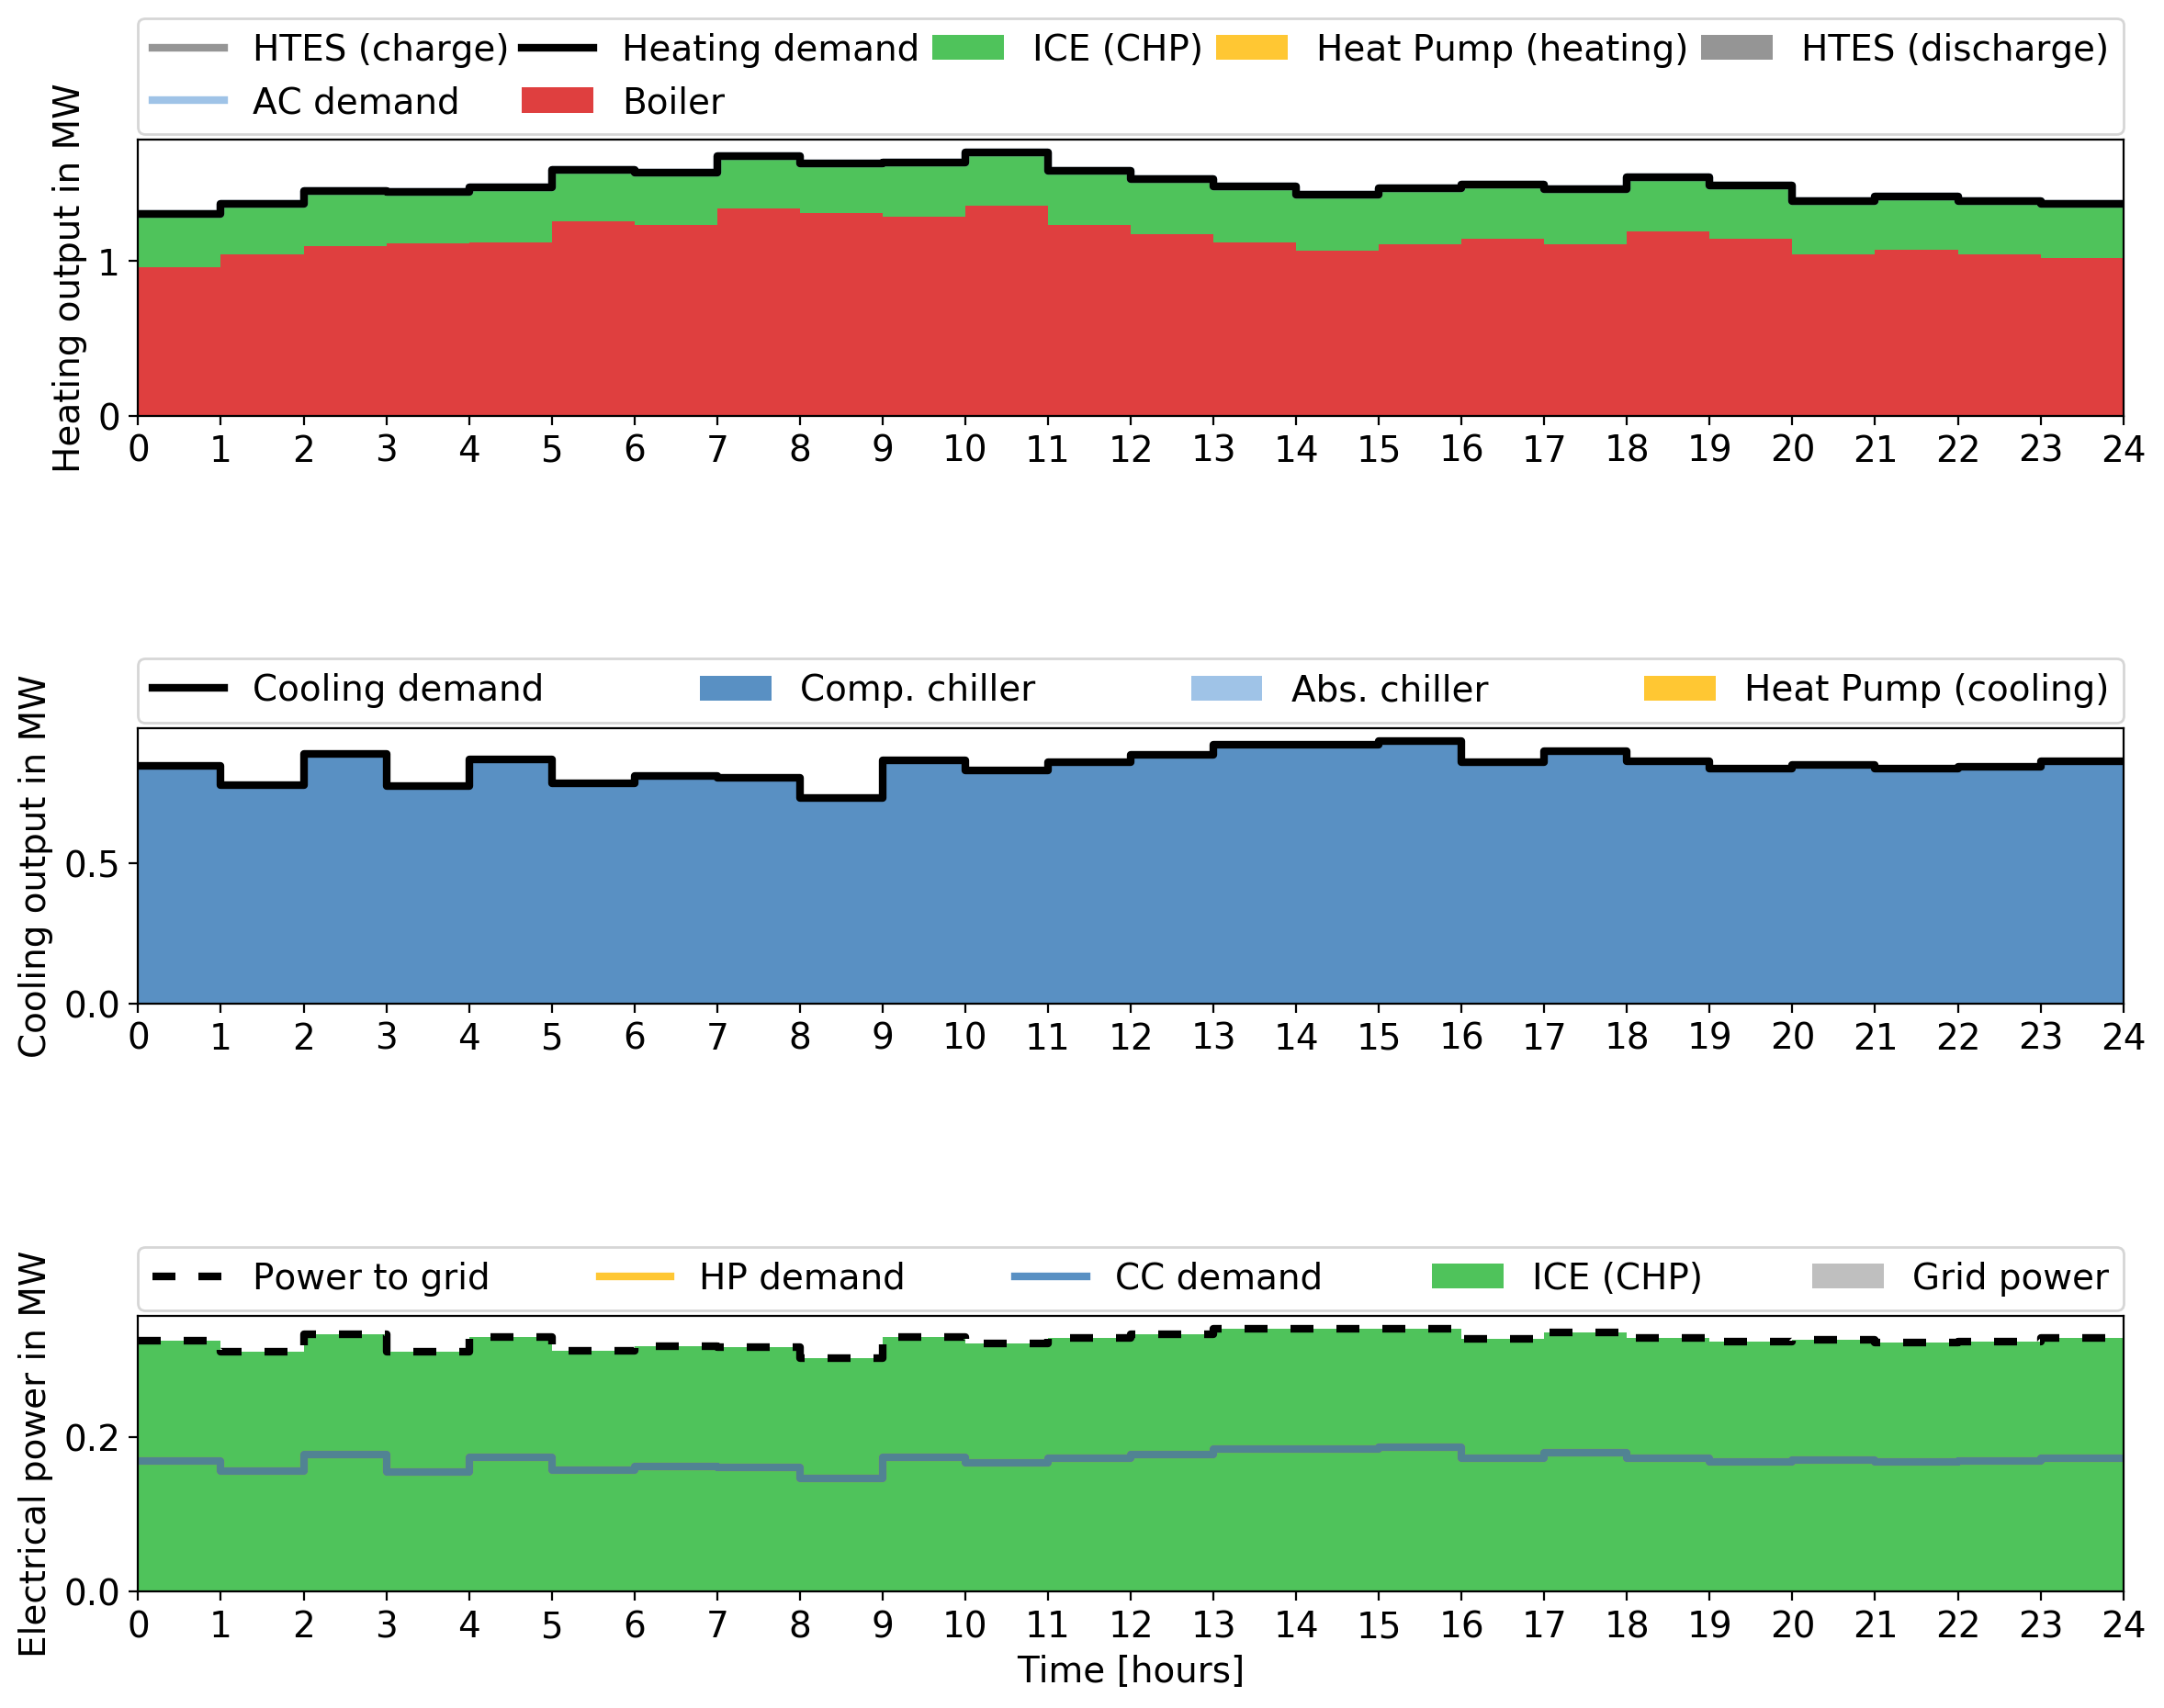 HTES (charge) Heating demand ICE (CHP) Heat Pump (heating) HTES (discharge)
AC demand Boiler
Heating output in MW
1
0
0 1 2 3 4 5 6 7 8 9 10 11 12 13 14 15 16 17 18 19 20 21 22 23 24
Cooling demand Comp. chiller Abs. chiller Heat Pump (cooling)
Cooling output in MW
0.5
0.0
0 1 2 3 4 5 6 7 8 9 10 11 12 13 14 15 16 17 18 19 20 21 22 23 24
Power to grid HP demand CC demand ICE (CHP) Grid power
Electrical power in MW
0.2
0.0
0 1 2 3 4 5 6 7 8 9 10 11 12 13 14 15 16 17 18 19 20 21 22 23 24
Time [hours]